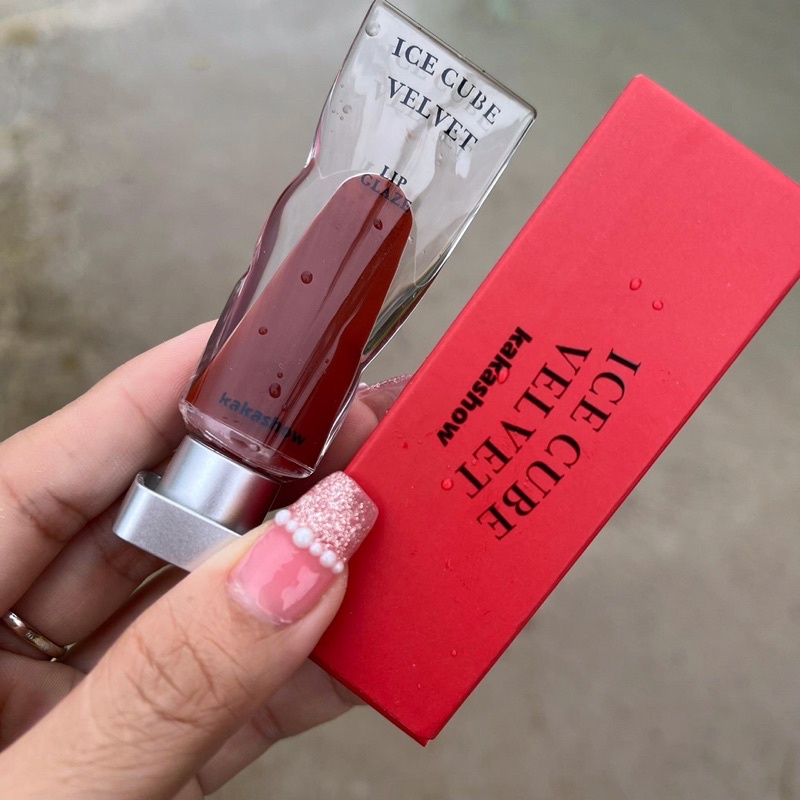 ICE CUBE
VELVET
LIP
GLAZE
kakashow
ICE CUBE
VELVET
kakashow